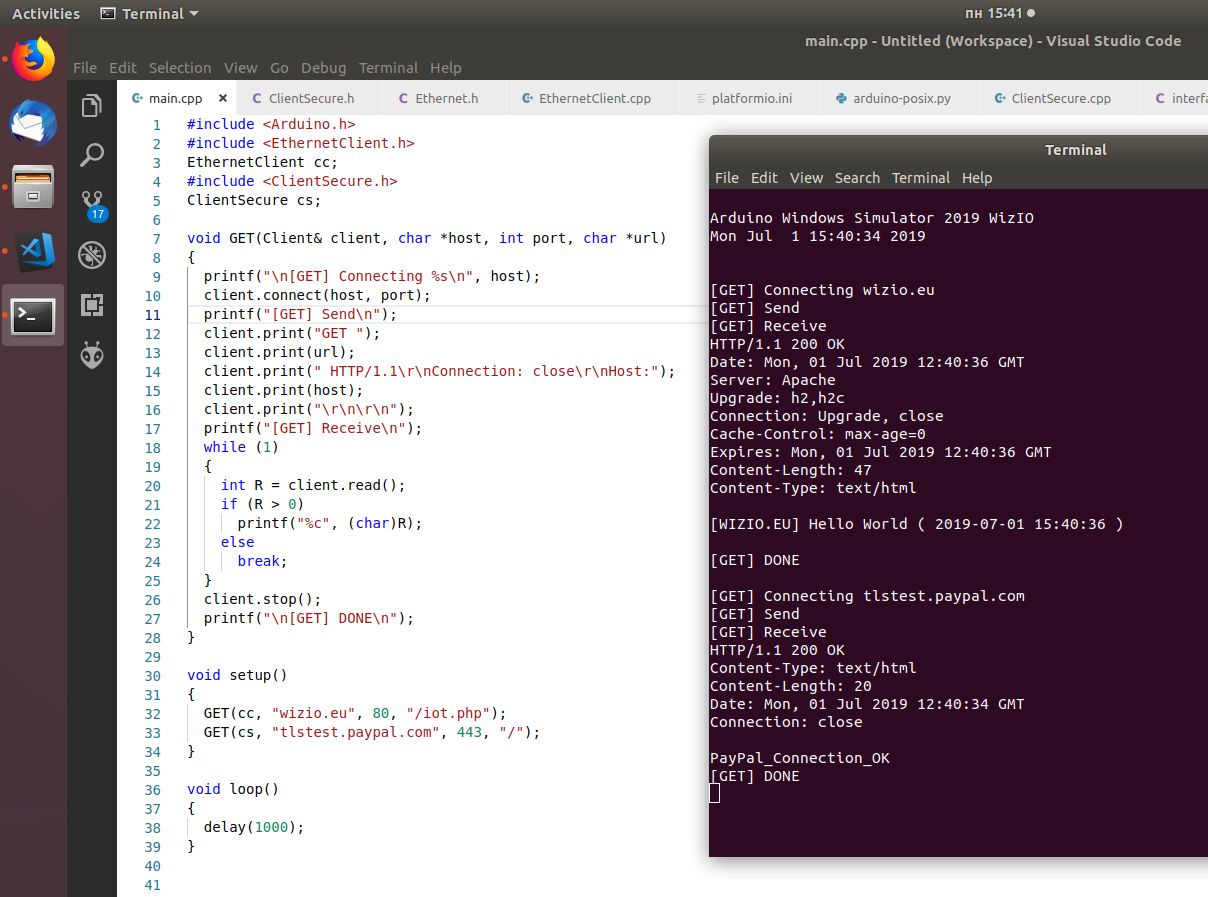 Activities Terminal
пн 15:41
main.cpp - Untitled (Workspace) - Visual Studio Code
File Edit Selection View Go Debug Terminal Help
main.cpp × C ClientSecure.h C Ethernet.h EthernetClient.cpp platformio.ini arduino-posix.py ClientSecure.cpp C interfa
17
1 #include <Arduino.h>
2 #include <EthernetClient.h>
3 EthernetClient cc;
4 #include <ClientSecure.h>
5 ClientSecure cs;
6
7 void GET(Client& client, char *host, int port, char *url)
8 {
9 printf("\n[GET] Connecting %s\n", host);
10 client.connect(host, port);
11 printf("[GET] Send\n");
12 client.print("GET ");
13 client.print(url);
14 client.print(" HTTP/1.1\r\nConnection: close\r\nHost:");
15 client.print(host);
16 client.print("\r\n\r\n");
17 printf("[GET] Receive\n");
18 while (1)
19 {
20 int R = client.read();
21 if (R > 0)
22 printf("%c", (char)R);
23 else
24 break;
25 }
26 client.stop();
27 printf("\n[GET] DONE\n");
28 }
29
30 void setup()
31 {
32 GET(cc, "wizio.eu", 80, "/iot.php");
33 GET(cs, "tlstest.paypal.com", 443, "/");
34 }
35
36 void loop()
37 {
38 delay(1000);
39 }
40
41
Terminal
File Edit View Search Terminal Help
Arduino Windows Simulator 2019 WizIO
Mon Jul  1 15:40:34 2019
[GET] Connecting wizio.eu
[GET] Send
[GET] Receive
HTTP/1.1 200 OK
Date: Mon, 01 Jul 2019 12:40:36 GMT
Server: Apache
Upgrade: h2,h2c
Connection: Upgrade, close
Cache-Control: max-age=0
Expires: Mon, 01 Jul 2019 12:40:36 GMT
Content-Length: 47
Content-Type: text/html
[WIZIO.EU] Hello World ( 2019-07-01 15:40:36 )
[GET] DONE
[GET] Connecting tlstest.paypal.com
[GET] Send
[GET] Receive
HTTP/1.1 200 OK
Content-Type: text/html
Content-Length: 20
Date: Mon, 01 Jul 2019 12:40:34 GMT
Connection: close
PayPal_Connection_OK
[GET] DONE